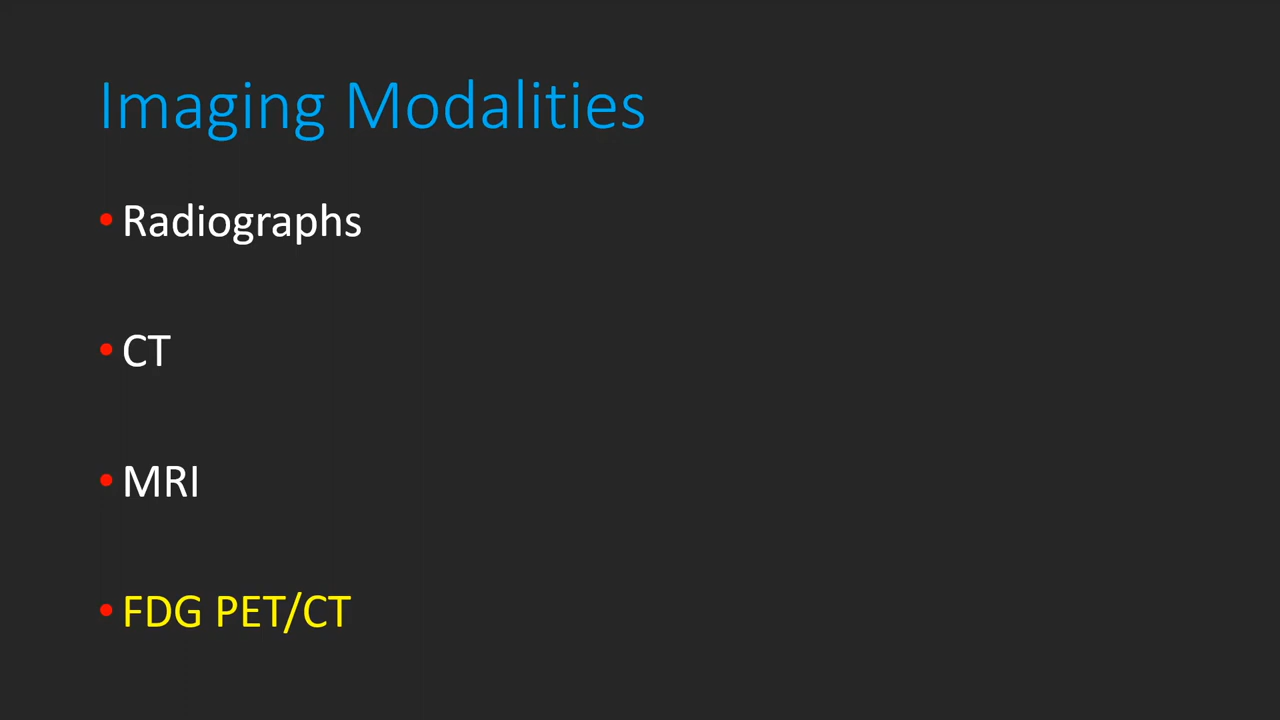 Imaging Modalities
• Radiographs
• CT
• MRI
• FDG PET/CT